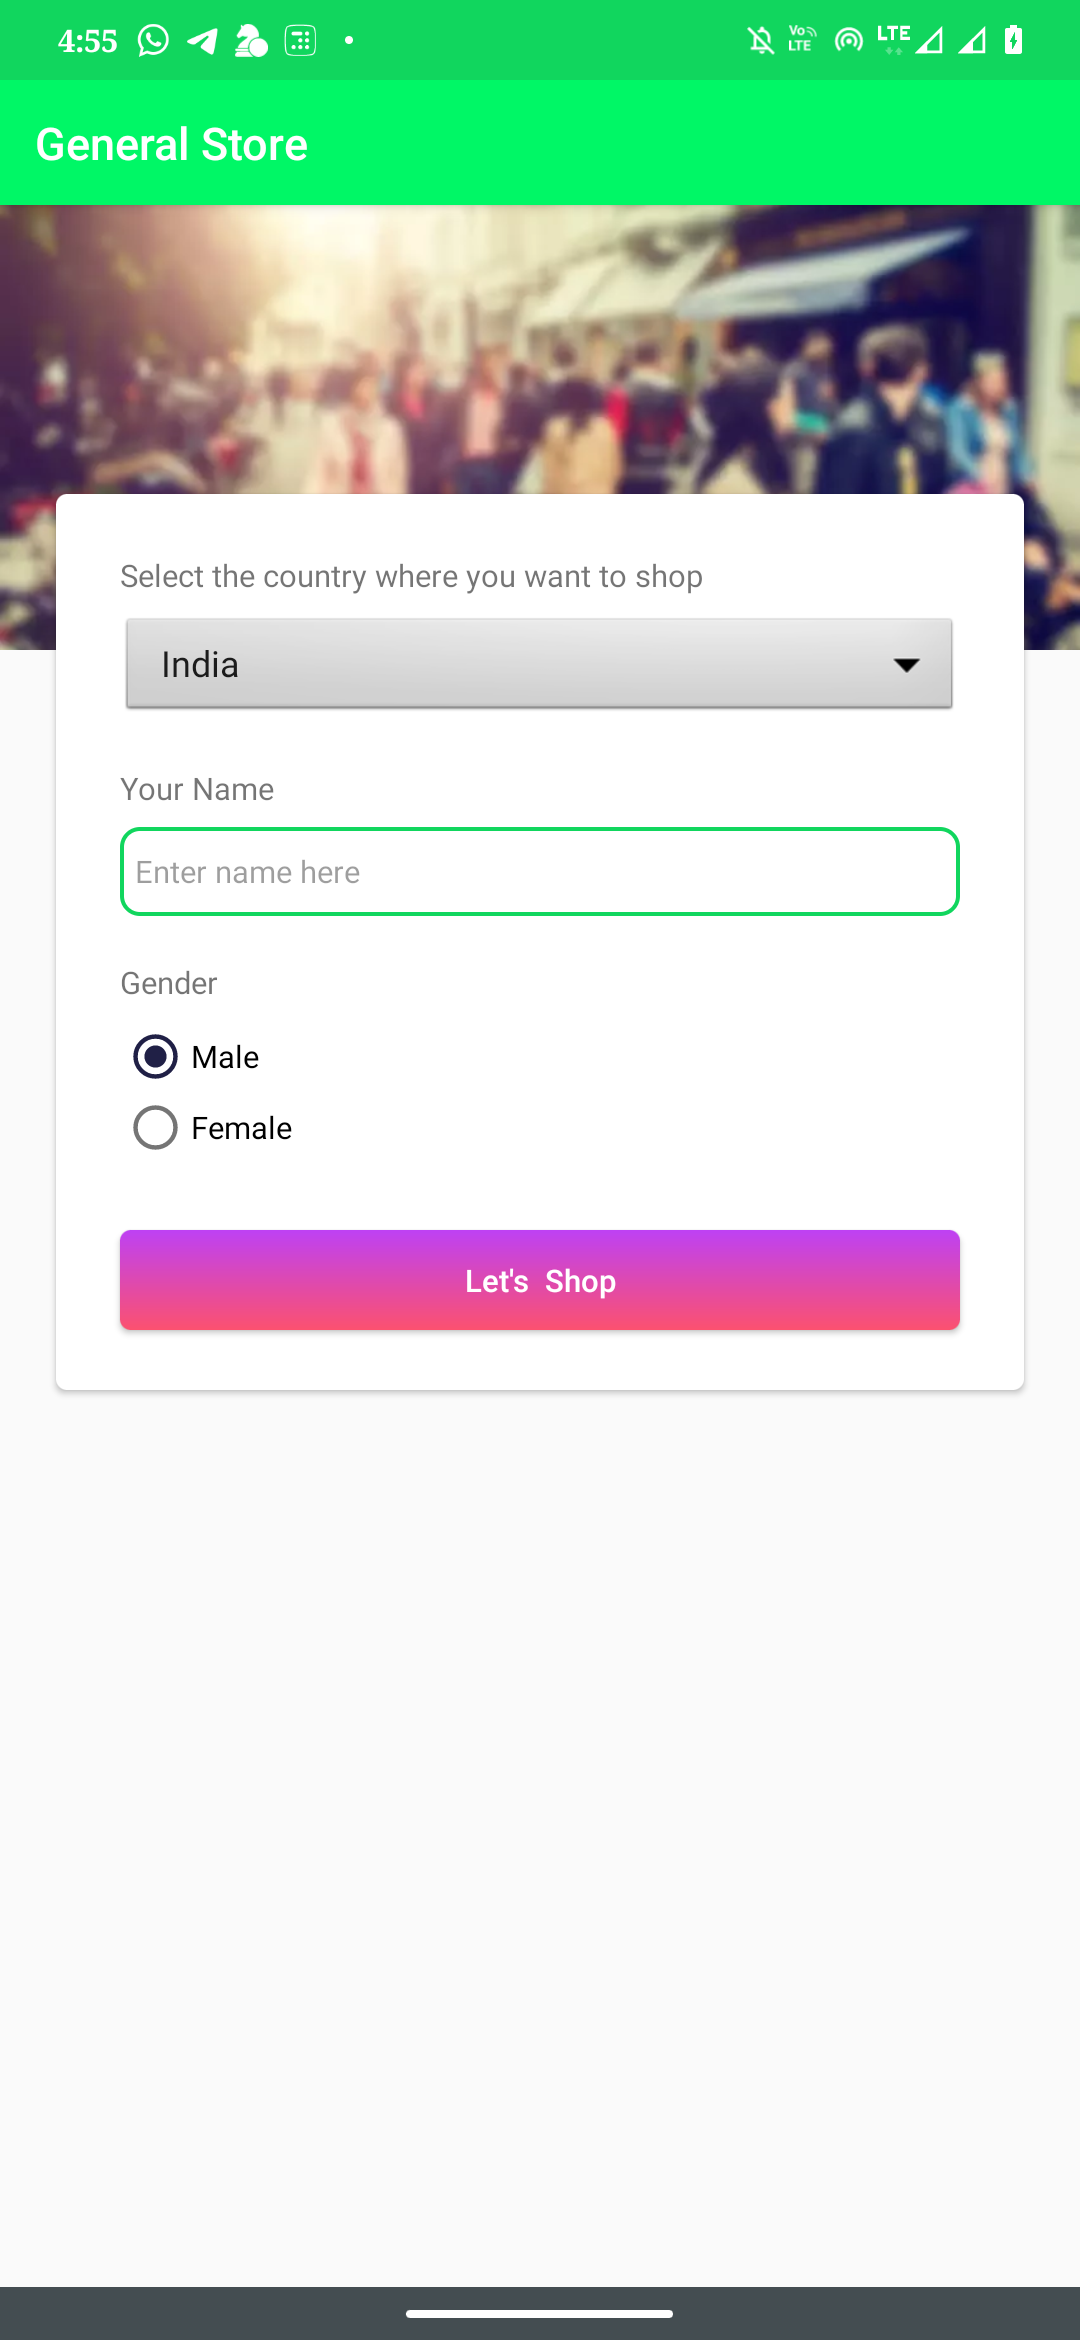 4:55
Vo LTE
LTE
General Store
Select the country where you want to shop
India
Your Name
Enter name here
Gender
Male
Female
Let's Shop